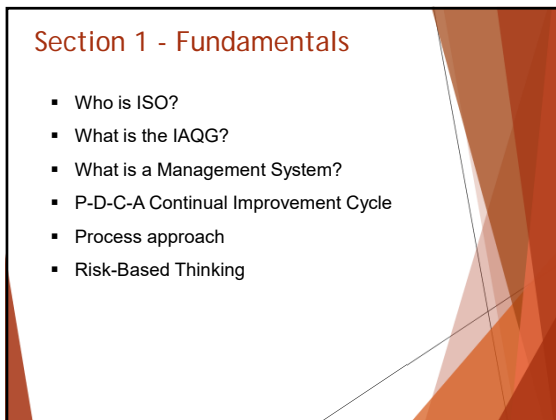 Section 1 - Fundamentals
▪ Who is ISO?
▪ What is the IAQG?
▪ What is a Management System?
▪ P-D-C-A Continual Improvement Cycle
▪ Process approach
▪ Risk-Based Thinking